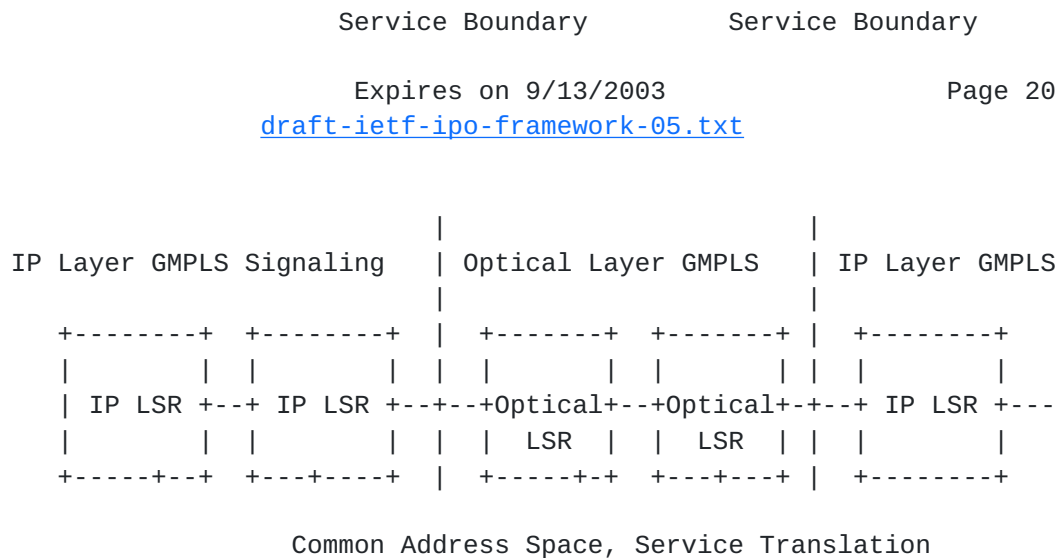 Service Boundary          Service Boundary
Expires on 9/13/2003                    Page 20
draft-ietf-ipo-framework-05.txt
                           |                       |
IP Layer GMPLS Signaling   | Optical Layer GMPLS   | IP Layer GMPLS
                           |                       |
   +--------+  +--------+  |  +-------+  +-------+ |  +--------+
   |        |  |        |  |  |       |  |       | |  |        |
   | IP LSR +--+ IP LSR +--+--+Optical+--+Optical+-+--+ IP LSR +---
   |        |  |        |  |  |  LSR  |  |  LSR  | |  |        |
   +-----+--+  +---+----+  |  +-----+-+  +---+---+ |  +--------+
Common Address Space, Service Translation